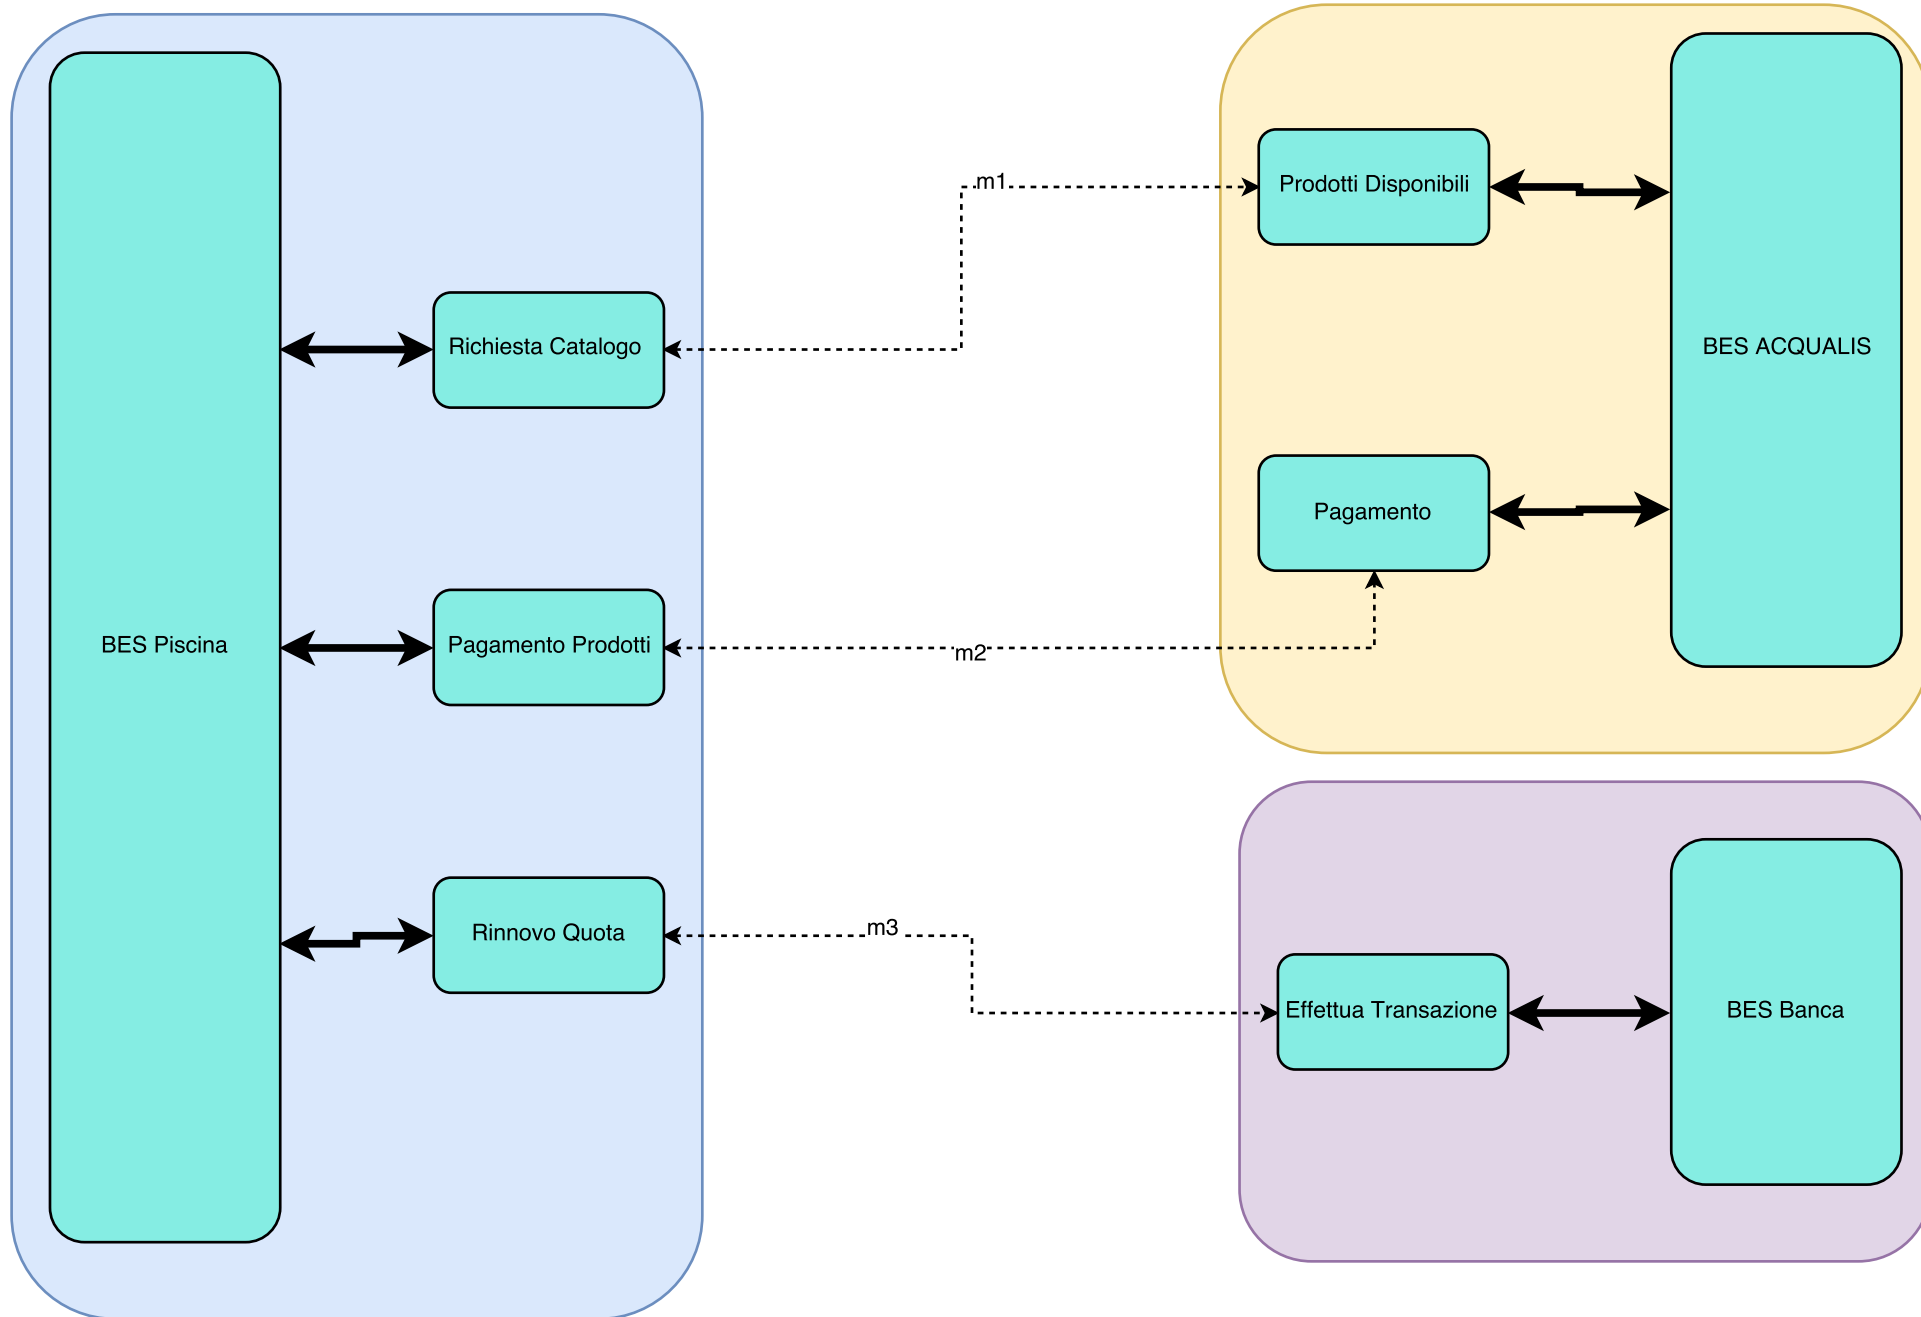 m1
Prodotti Disponibili
Richiesta Catalogo
BES ACQUALIS
Pagamento
BES Piscina
Pagamento Prodotti
m2
Rinnovo Quota
m3
Effettua Transazione
BES Banca